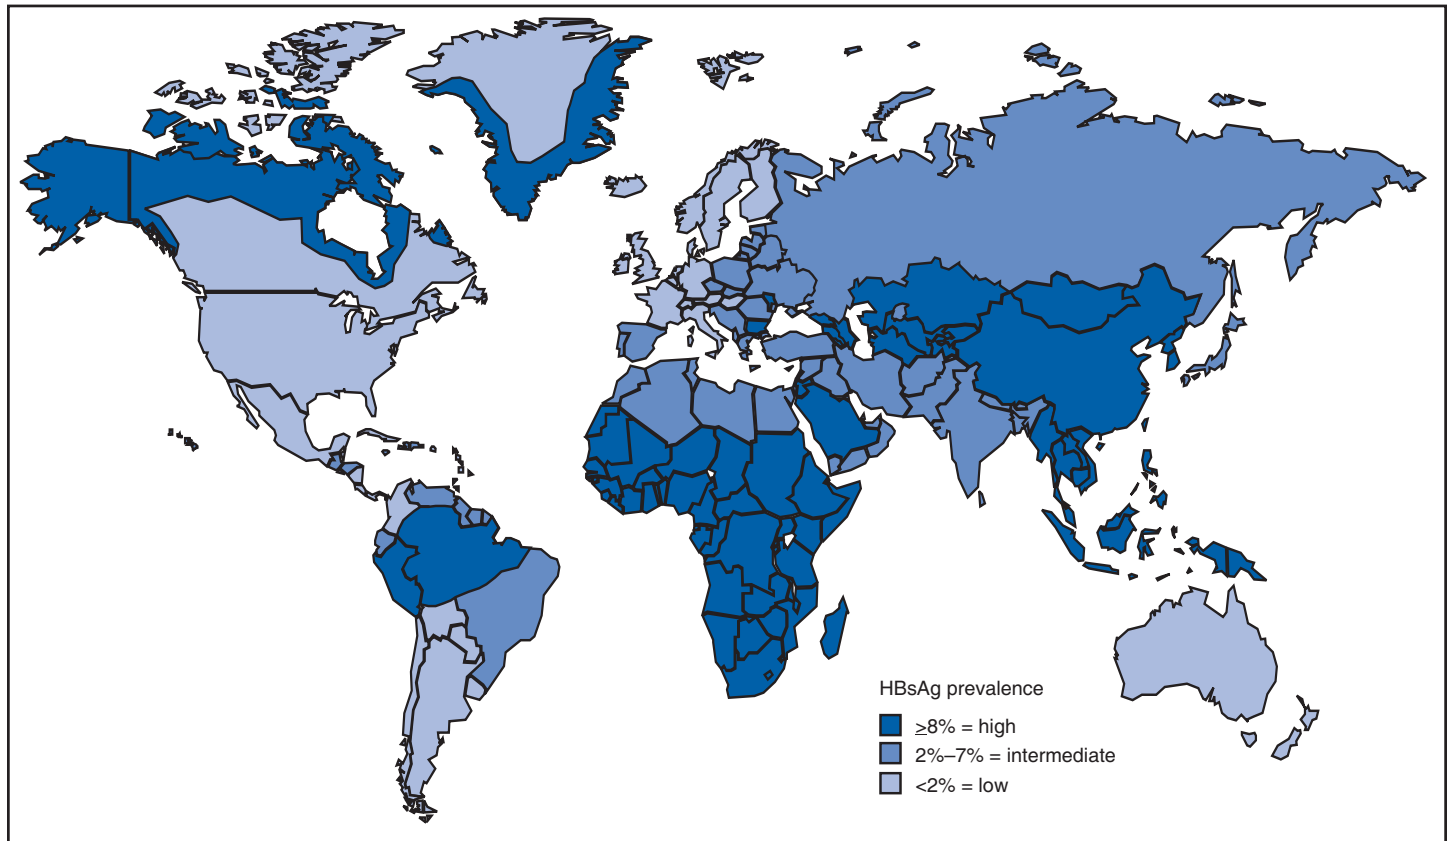 HBsAg prevalence
≥8% = high
2%–7% = intermediate
<2% = low